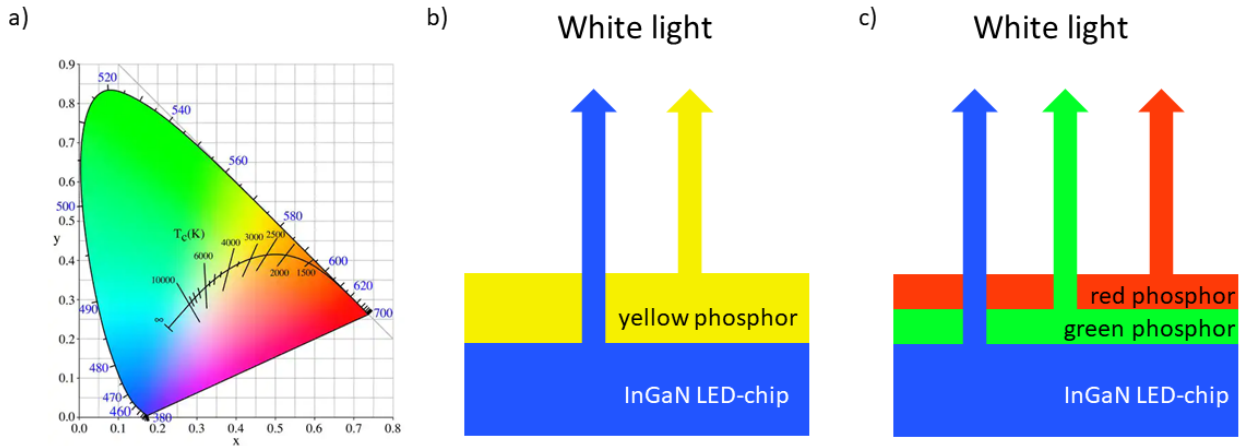 a)
0.9
0.8
0.7
0.6
0.5
y
0.4
0.3
0.2
0.1
0.0
0.0 0.1 0.2 0.3 0.4 0.5 0.6 0.7 0.8
x
520
540
560
580
600
620
700
500
490
480
470
460
380
Tc(K)
∞
10000
6000
4000
3000
2500
2000
1500
b)
White light
yellow phosphor
InGaN LED-chip
c)
White light
red phosphor
green phosphor
InGaN LED-chip